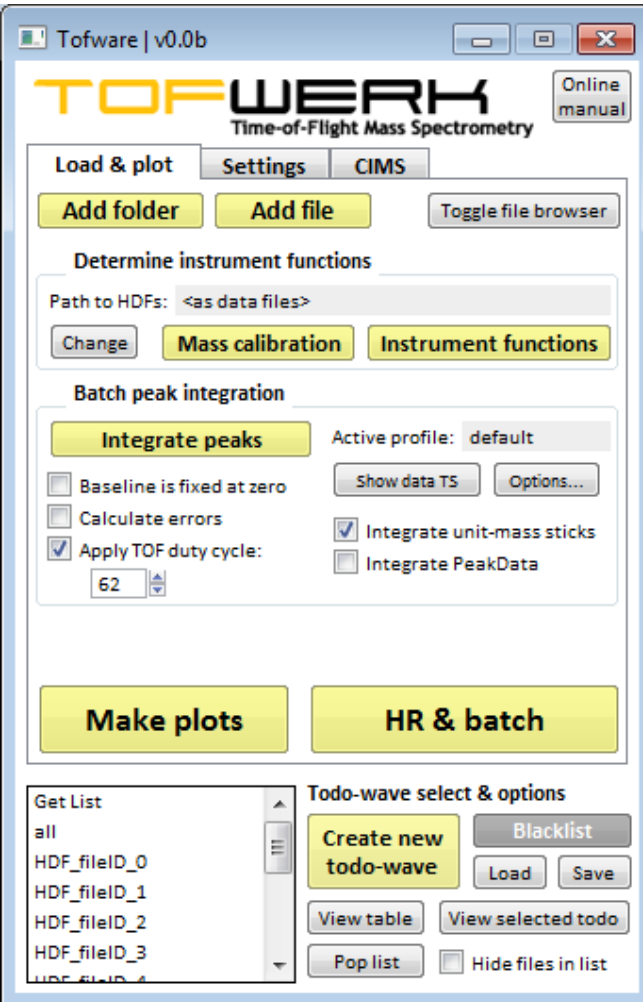 Tofware | v0.0b
TOFWERK
Time-of-Flight Mass Spectrometry
Online manual
Load & plot Settings CIMS
Add folder Add file Toggle file browser
Determine instrument functions
Path to HDFs: <as data files>
Change Mass calibration Instrument functions
Batch peak integration
Integrate peaks Active profile: default
Baseline is fixed at zero Show data TS Options...
Calculate errors
Integrate unit-mass sticks
Apply TOF duty cycle:
Integrate PeakData
62
Make plots HR & batch
Get List
all
HDF_fileID_0
HDF_fileID_1
HDF_fileID_2
HDF_fileID_3
HDF_fileID_4
Todo-wave select & options
Create new
todo-wave
Blacklist
Load Save
View table View selected todo
Pop list Hide files in list